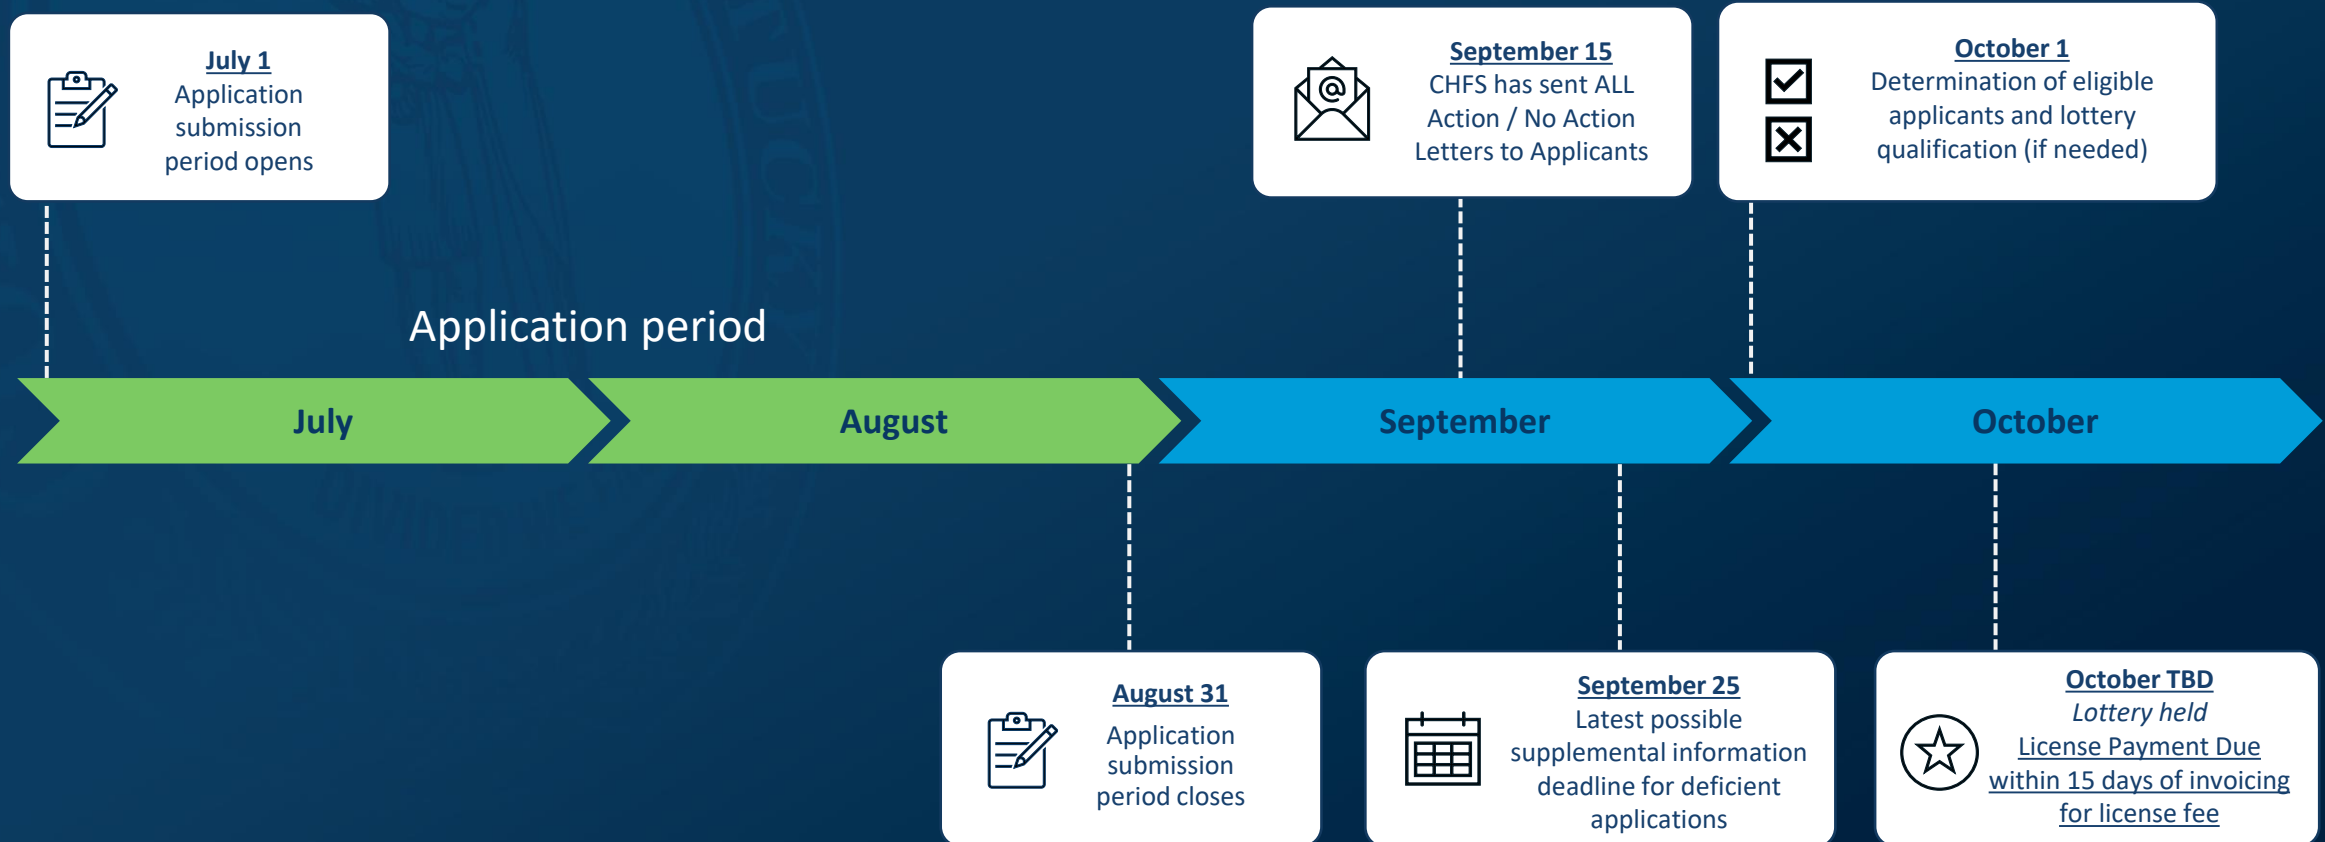 July 1
Application
submission
period opens
September 15
CHFS has sent ALL
Action / No Action
Letters to Applicants
October 1
Determination of eligible
applicants and lottery
qualification (if needed)
Application period
July
August
September
October
August 31
Application
submission
period closes
September 25
Latest possible
supplemental information
deadline for deficient
applications
October TBD
Lottery held
License Payment Due
within 15 days of invoicing
for license fee